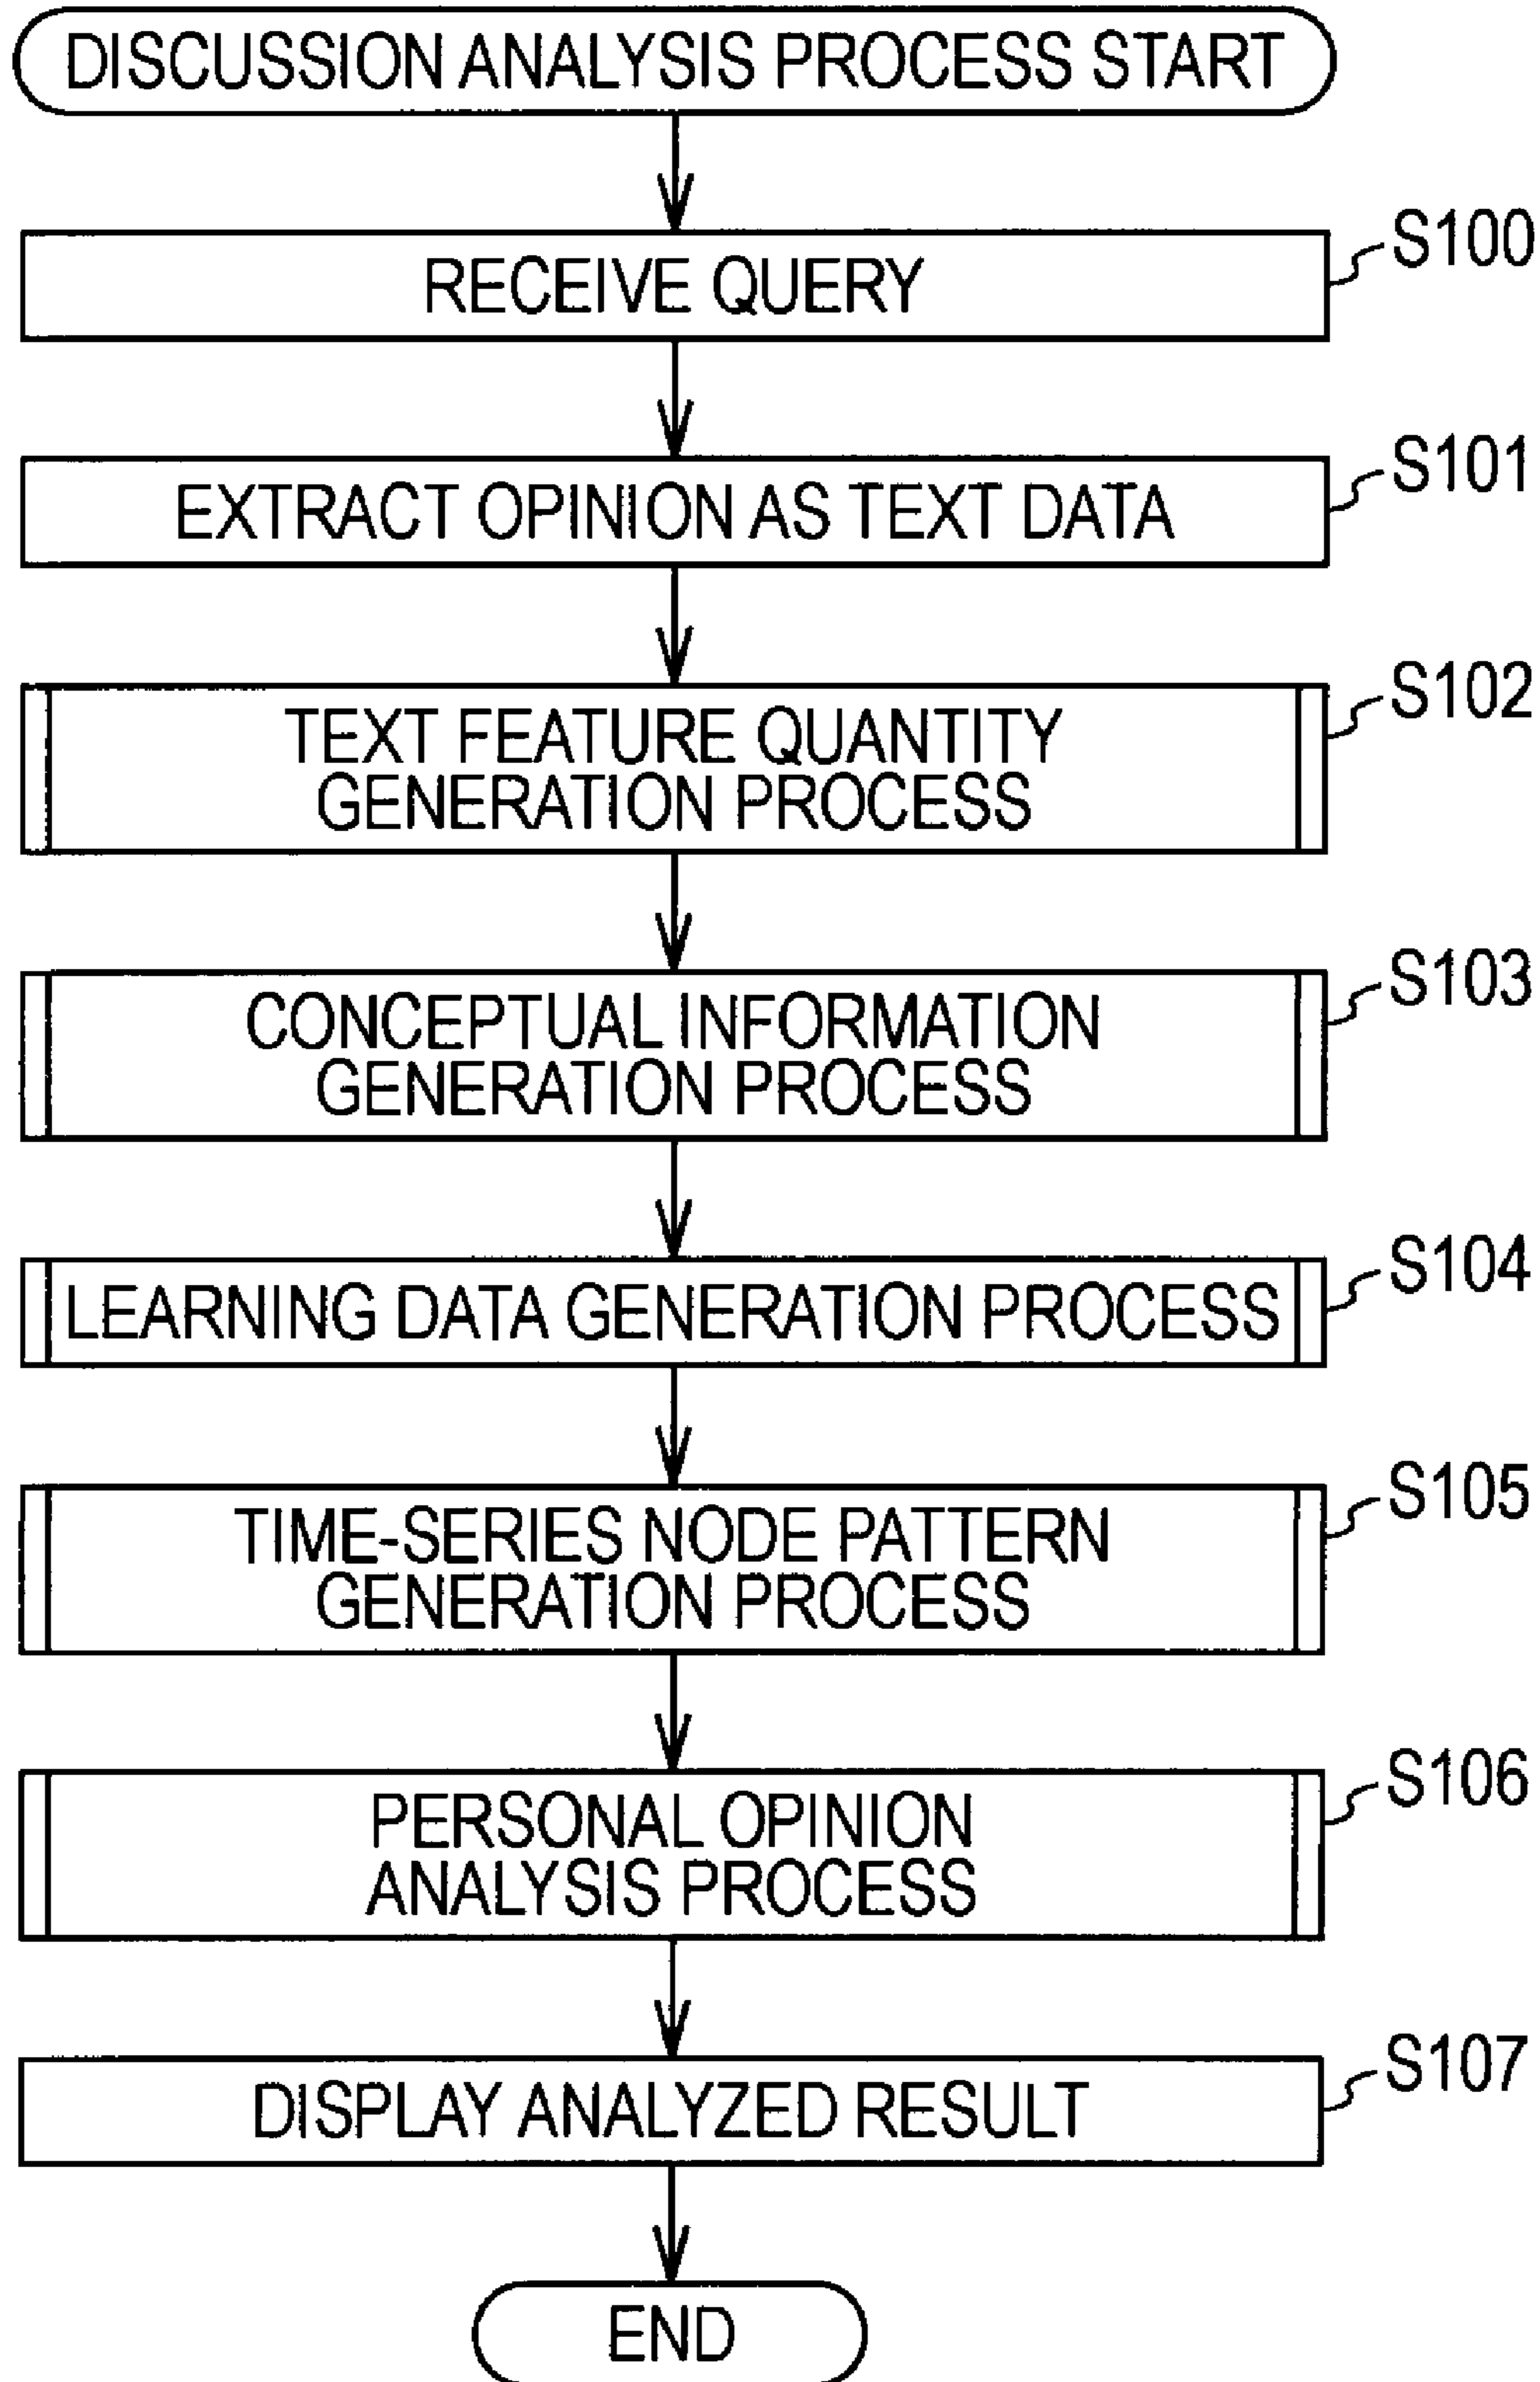 DISCUSSION ANALYSIS PROCESS START
S100
RECEIVE QUERY
S101
EXTRACT OPINION AS TEXT DATA
S102
TEXT FEATURE QUANTITY
GENERATION PROCESS
S103
CONCEPTUAL INFORMATION
GENERATION PROCESS
S104
LEARNING DATA GENERATION PROCESS
S105
TIME-SERIES NODE PATTERN
GENERATION PROCESS
S106
PERSONAL OPINION
ANALYSIS PROCESS
S107
DISPLAY ANALYZED RESULT
END